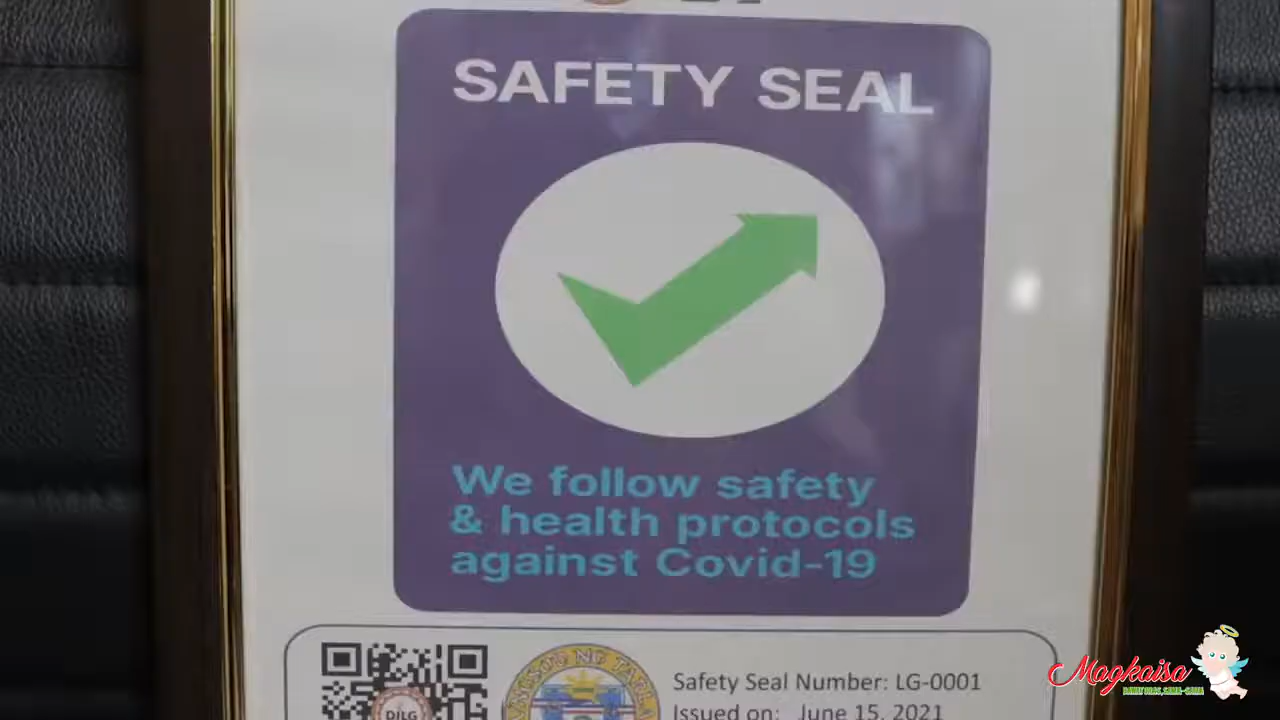 SAFETY SEAL
We follow safety
& health protocols
against Covid-19
DILG
Safety Seal Number: LG-0001
Issued on: June 15, 2021
Magkaisa